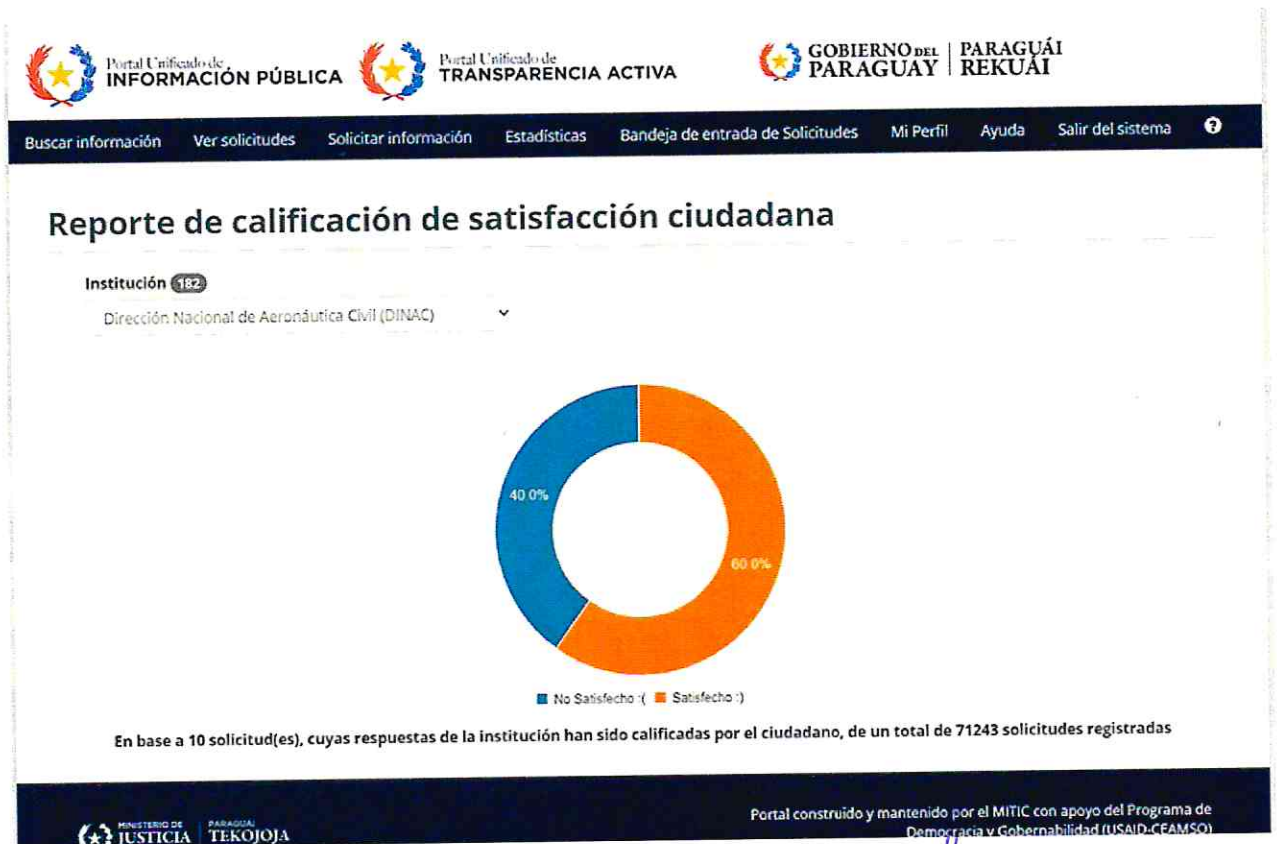 Portal Unificado de
INFORMACIÓN PÚBLICA
Portal Unificado de
TRANSPARENCIA ACTIVA
GOBIERNO DEL PARAGUAY
PARAGUÁI REKUÁI
Buscar información Ver solicitudes Solicitar información Estadísticas Bandeja de entrada de Solicitudes Mi Perfil Ayuda Salir del sistema ?
Reporte de calificación de satisfacción ciudadana
Institución 182
Dirección Nacional de Aeronáutica Civil (DINAC)
40.0%
60.0%
No Satisfecho :( Satisfecho :)
En base a 10 solicitud(es), cuyas respuestas de la institución han sido calificadas por el ciudadano, de un total de 71243 solicitudes registradas
MINISTERIO DE JUSTICIA
PARAGUÁI TEKOJOJA
Portal construido y mantenido por el MITIC con apoyo del Programa de
Democracia y Gobernabilidad (USAID-CEAMSO)